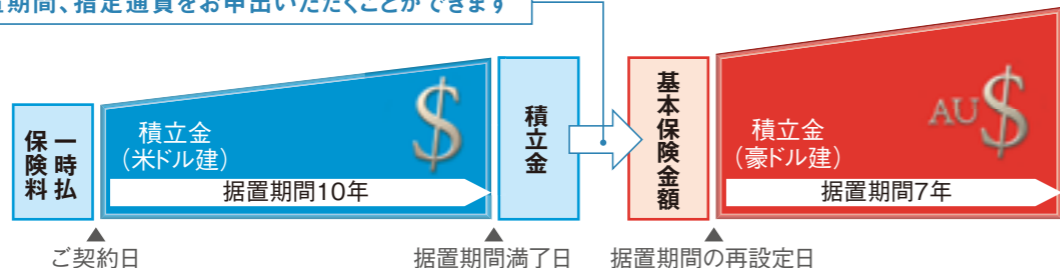 置期間、指定通貨をお申出いただくことができます
一時払
保険料
積立金
（米ドル建）
$
据置期間10年
積立金
基本保険金額
積立金
（豪ドル建）
AU$
据置期間7年
▲
ご契約日
▲
据置期間満了日
▲
据置期間の再設定日